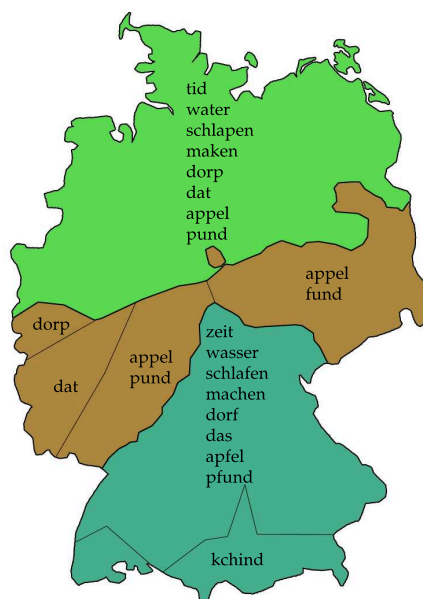 tid
water
schlapen
maken
dorp
dat
appel
pund
appel
fund
dorp
dat
appel
pund
zeit
wasser
schlafen
machen
dorf
das
apfel
pfund
kchind